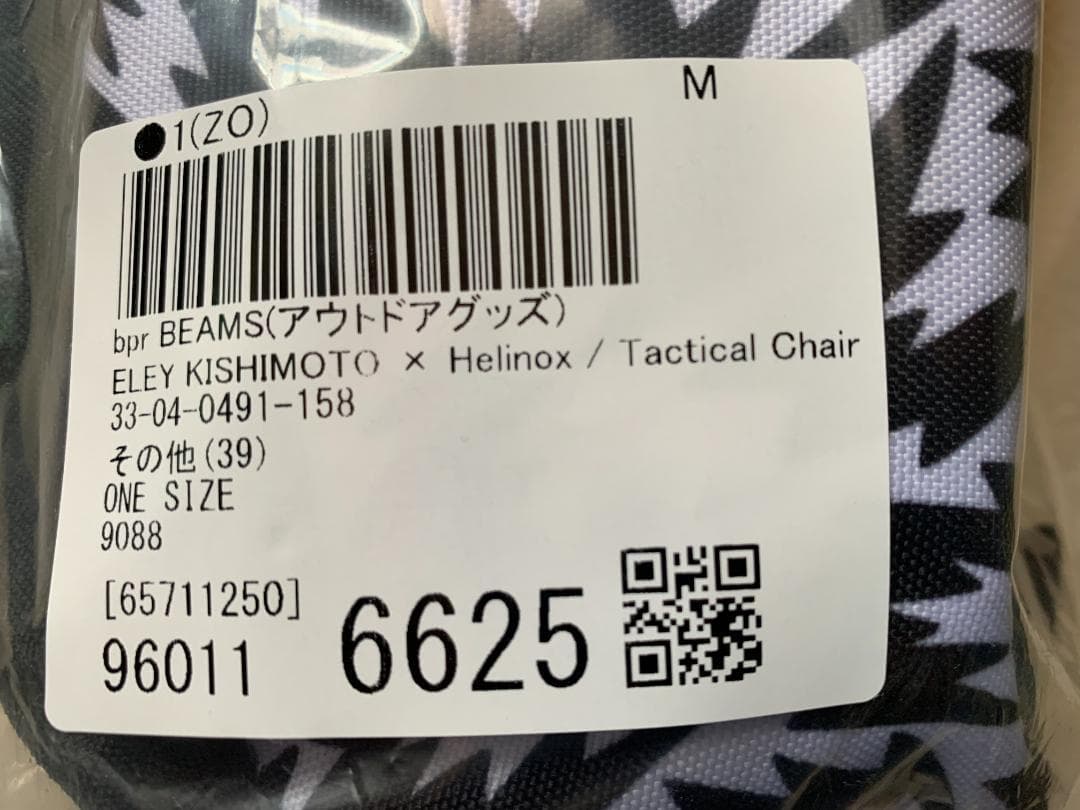 ●1(ZO)
M
bpr BEAMS(アウトドアグッズ)
ELEY KISHIMOTO × Helinox / Tactical Chair
33-04-0491-158
その他(39)
ONE SIZE
9088
[65711250]
96011
6625